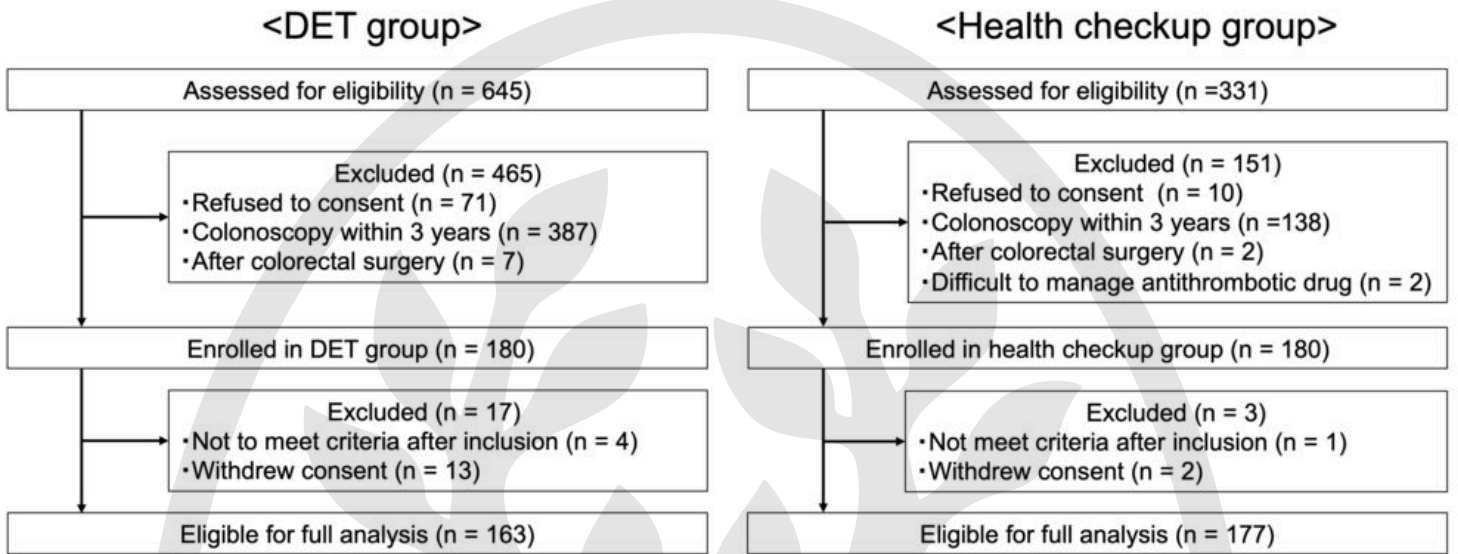 <DET group>
Assessed for eligibility (n = 645)
Excluded (n = 465)
・Refused to consent (n = 71)
・Colonoscopy within 3 years (n = 387)
・After colorectal surgery (n = 7)
Enrolled in DET group (n = 180)
Excluded (n = 17)
・Not to meet criteria after inclusion (n = 4)
・Withdrew consent (n = 13)
Eligible for full analysis (n = 163)
<Health checkup group>
Assessed for eligibility (n =331)
Excluded (n = 151)
・Refused to consent  (n = 10)
・Colonoscopy within 3 years (n =138)
・After colorectal surgery (n = 2)
・Difficult to manage antithrombotic drug (n = 2)
Enrolled in health checkup group (n = 180)
Excluded (n = 3)
・Not meet criteria after inclusion (n = 1)
・Withdrew consent (n = 2)
Eligible for full analysis (n = 177)